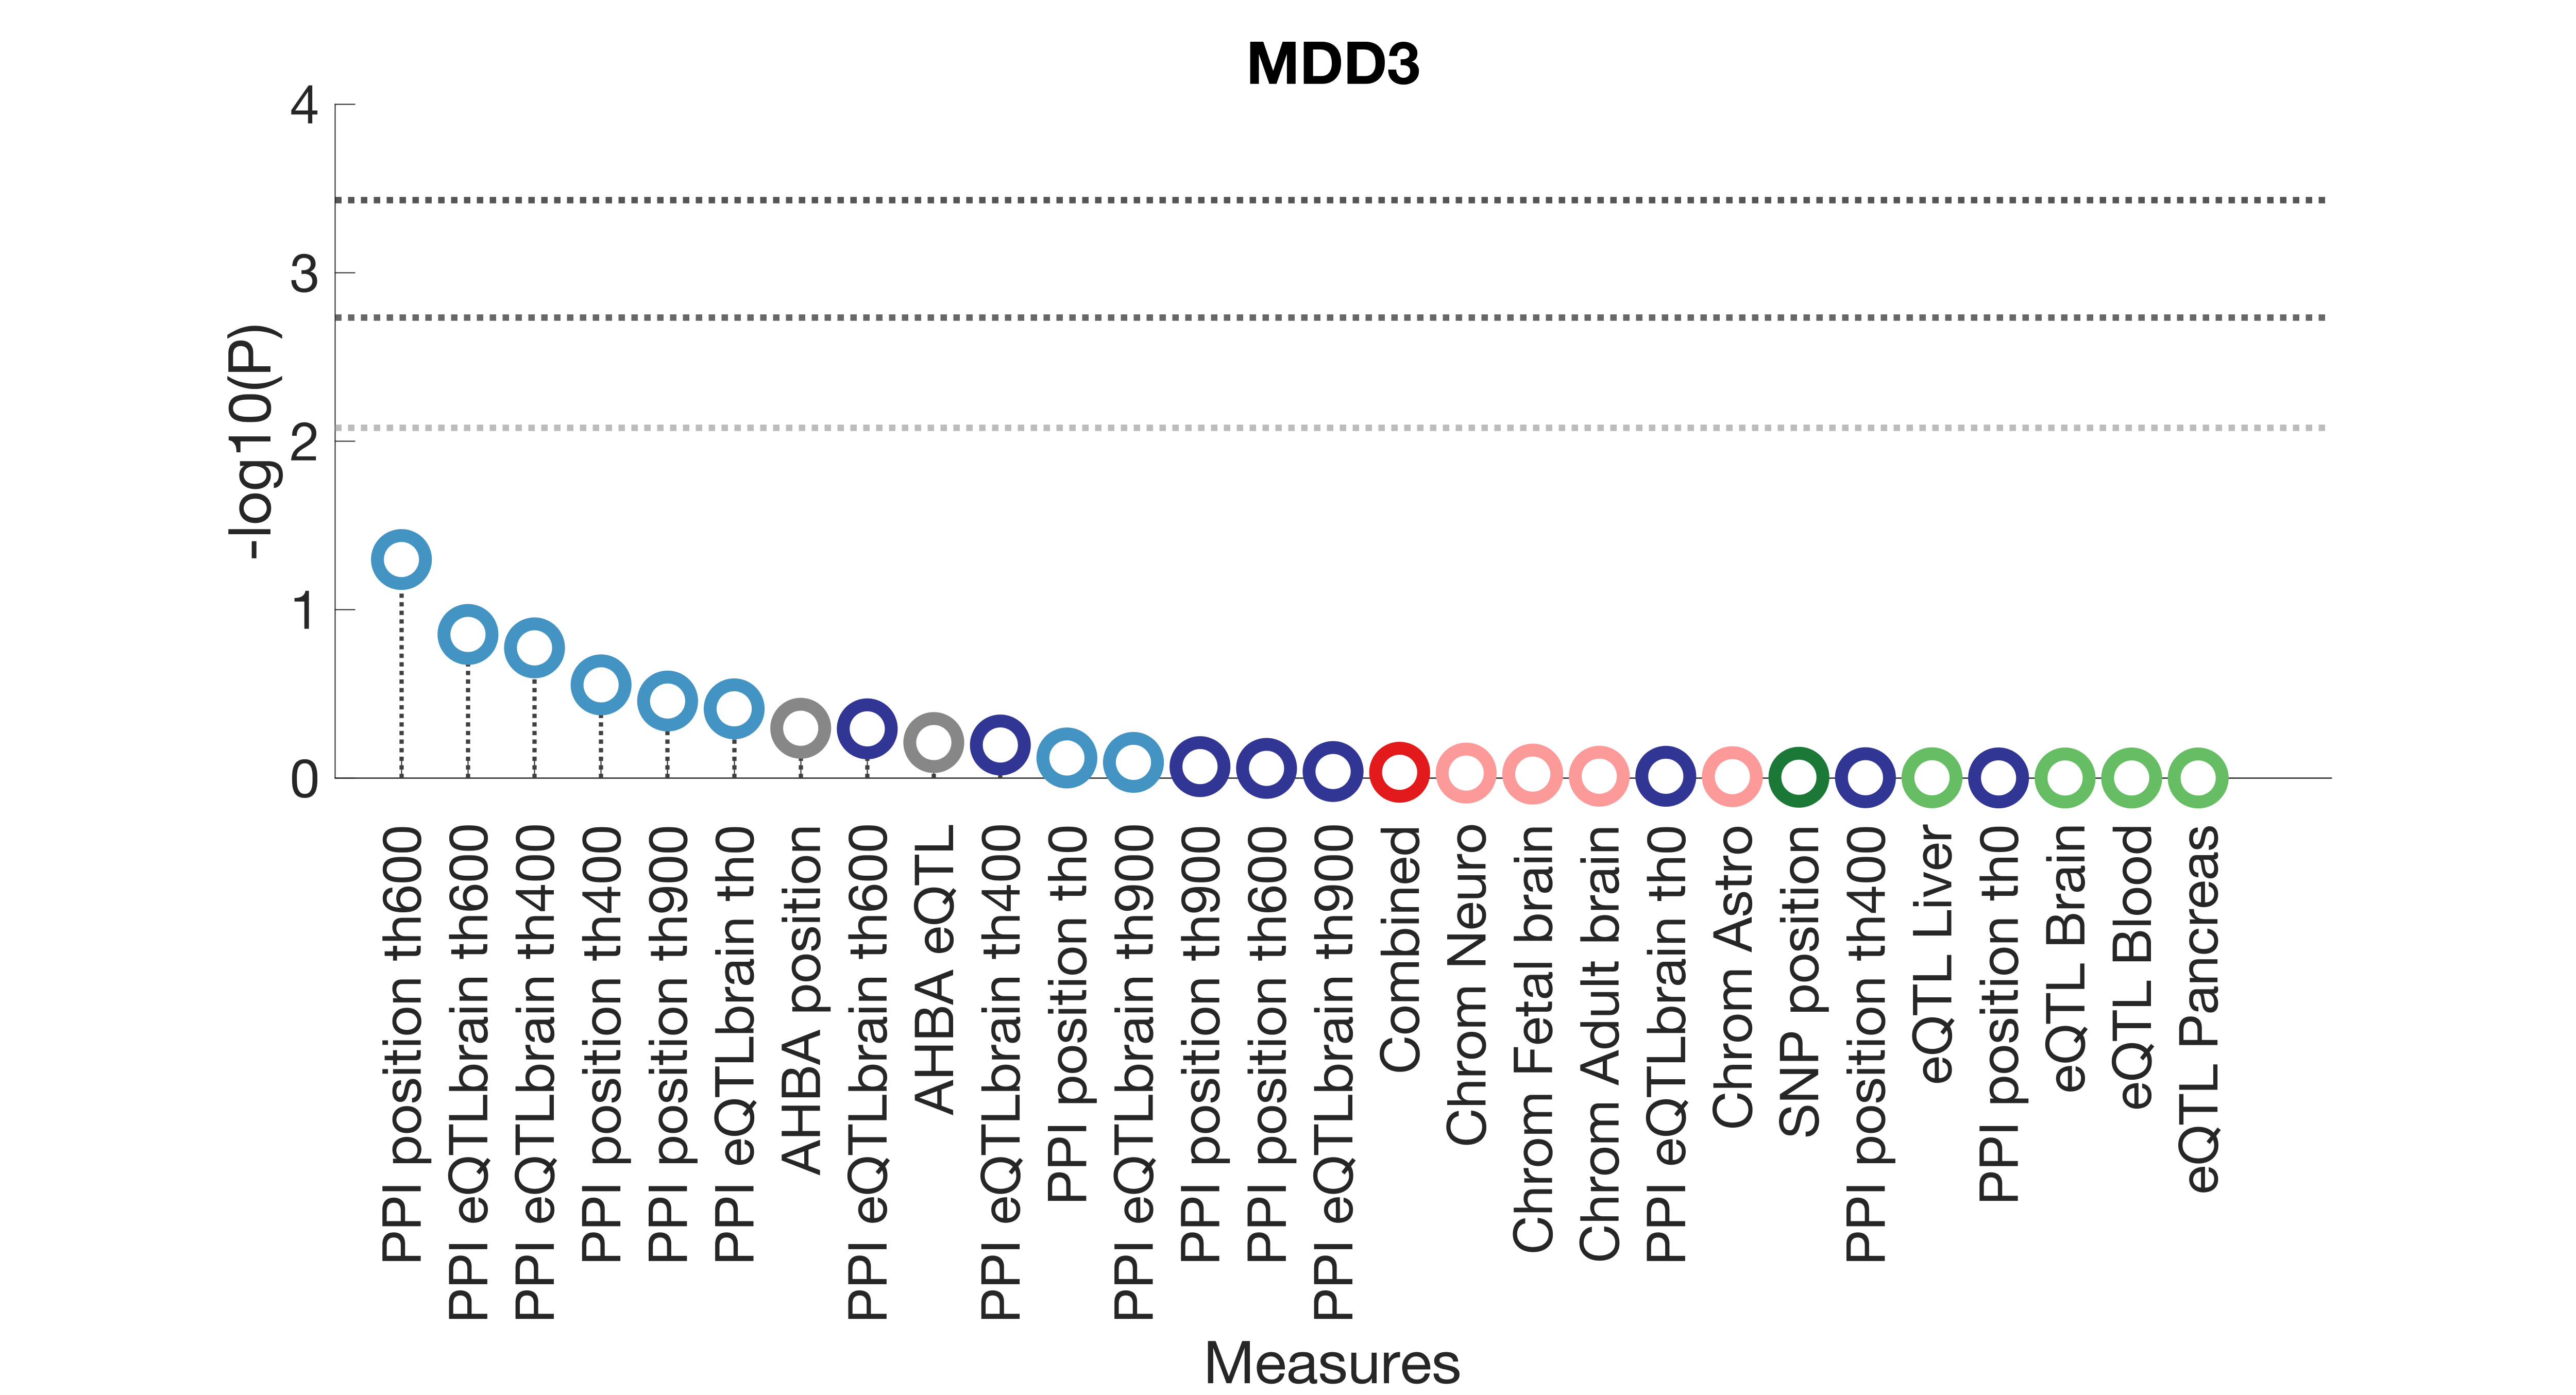 MDD3
-log10(P)
4
3
2
1
0
PPI position th600
PPI eQTLbrain th600
PPI eQTLbrain th400
PPI position th400
PPI position th900
PPI eQTLbrain th0
AHBA position
PPI eQTLbrain th600
AHBA eQTL
PPI eQTLbrain th400
PPI position th0
PPI eQTLbrain th900
PPI position th900
PPI position th600
PPI eQTLbrain th900
Combined
Chrom Neuro
Chrom Fetal brain
Chrom Adult brain
PPI eQTLbrain th0
Chrom Astro
SNP position
PPI position th400
eQTL Liver
PPI position th0
eQTL Brain
eQTL Blood
eQTL Pancreas
Measures